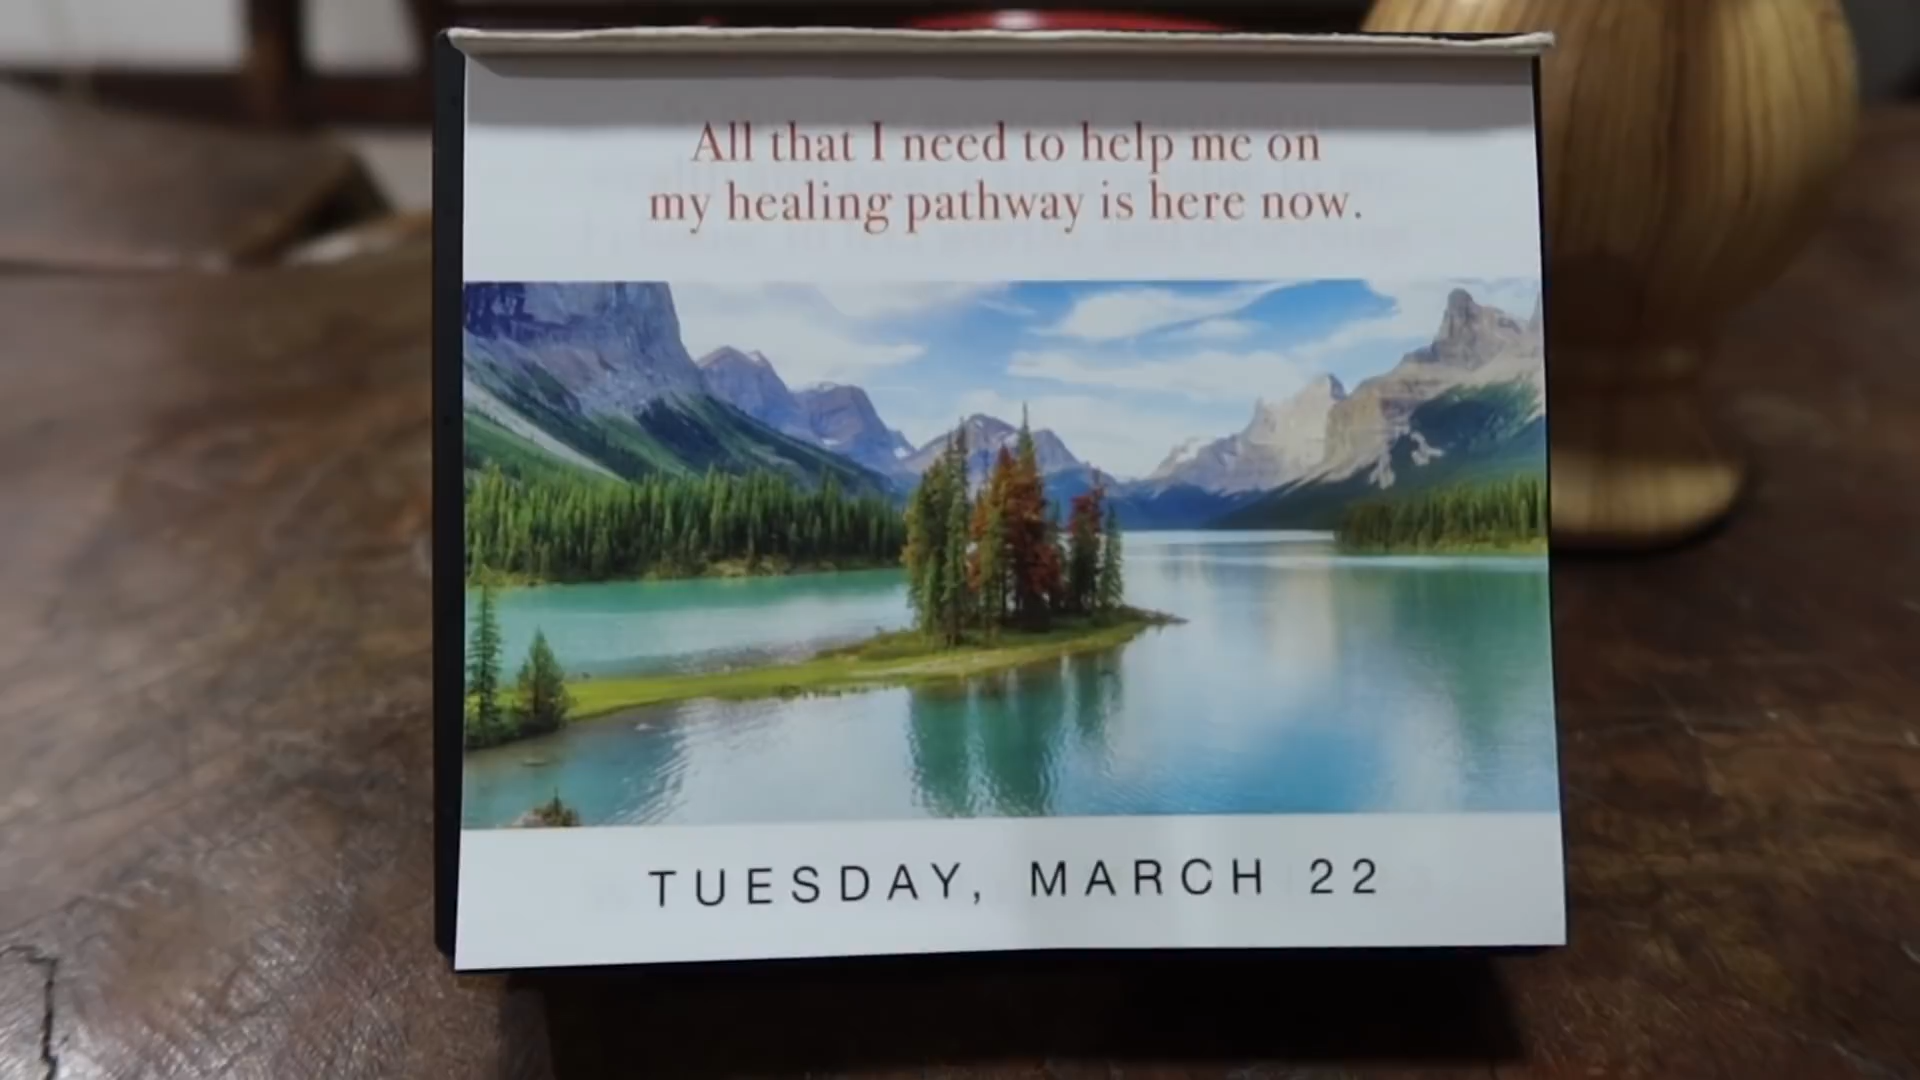 All that I need to help me on
my healing pathway is here now.
TUESDAY, MARCH 22